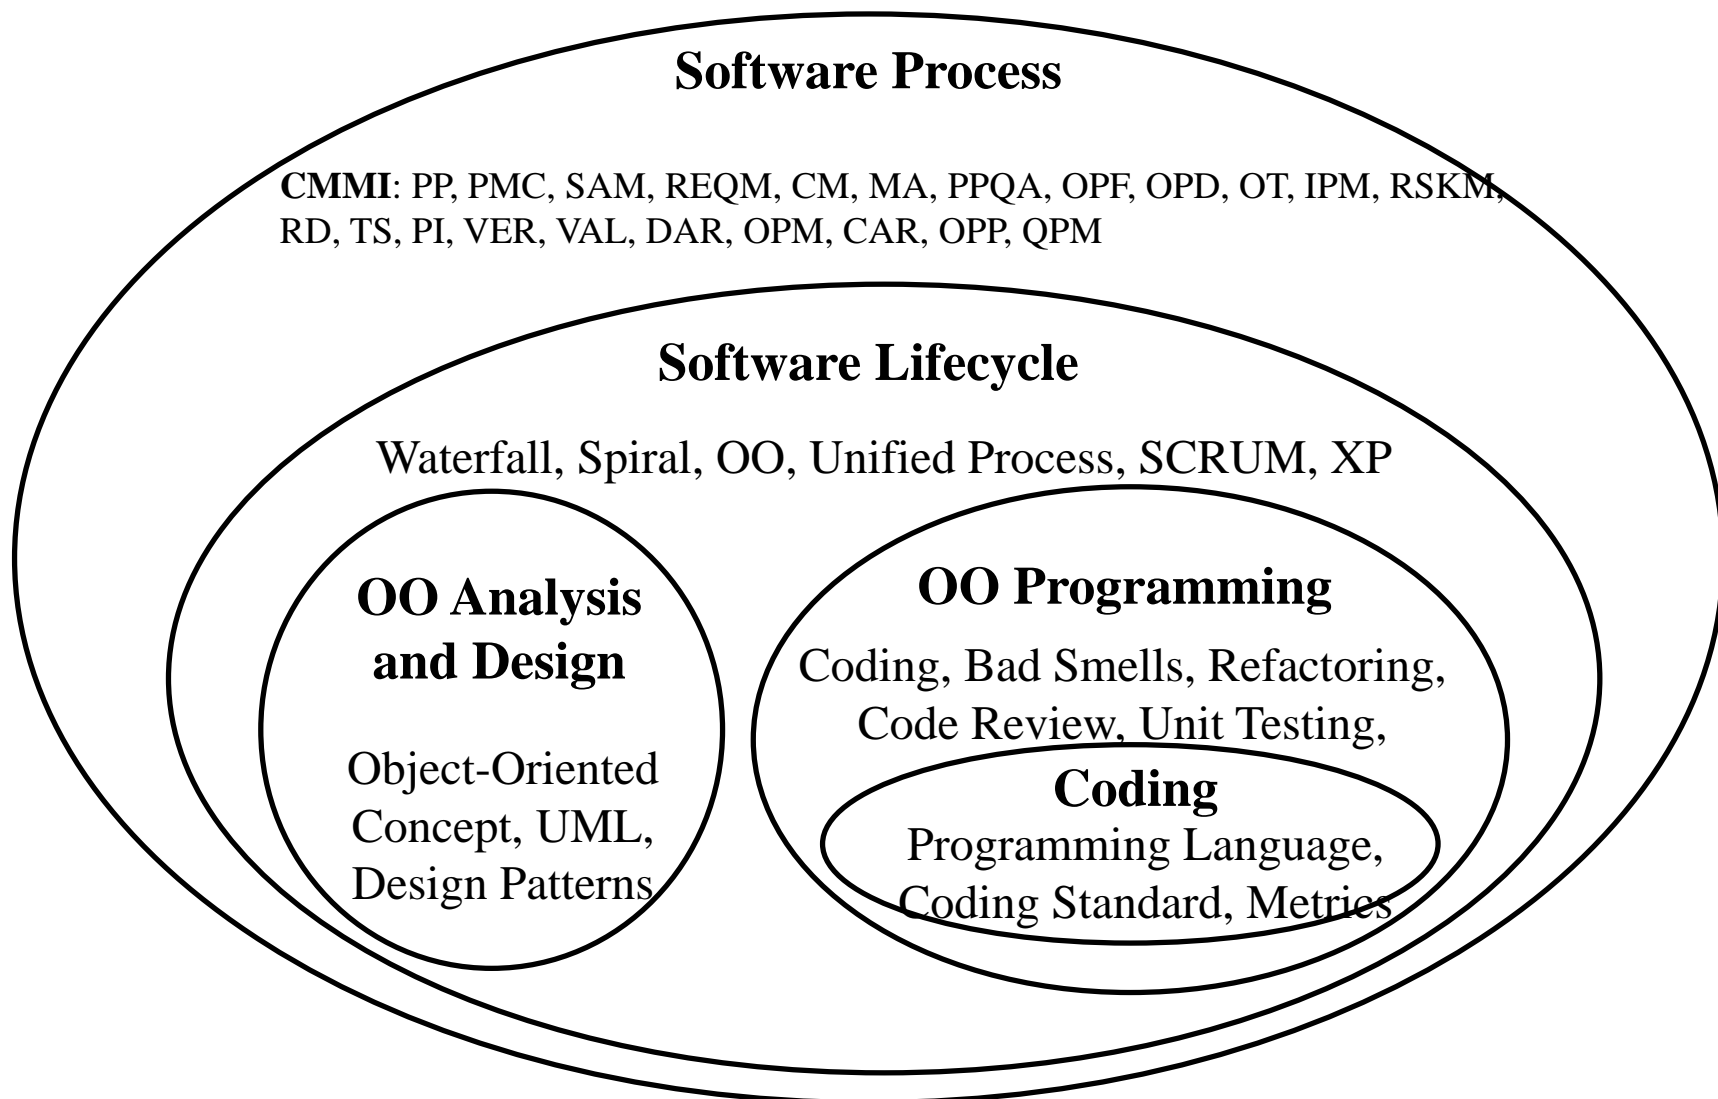 Software Process
CMMI: PP, PMC, SAM, REQM, CM, MA, PPQA, OPF, OPD, OT, IPM, RSKM,
RD, TS, PI, VER, VAL, DAR, OPM, CAR, OPP, QPM
Software Lifecycle
Waterfall, Spiral, OO, Unified Process, SCRUM, XP
OO Analysis
and Design
Object-Oriented
Concept, UML,
Design Patterns
OO Programming
Coding, Bad Smells, Refactoring,
Code Review, Unit Testing,
Coding
Programming Language,
Coding Standard, Metrics